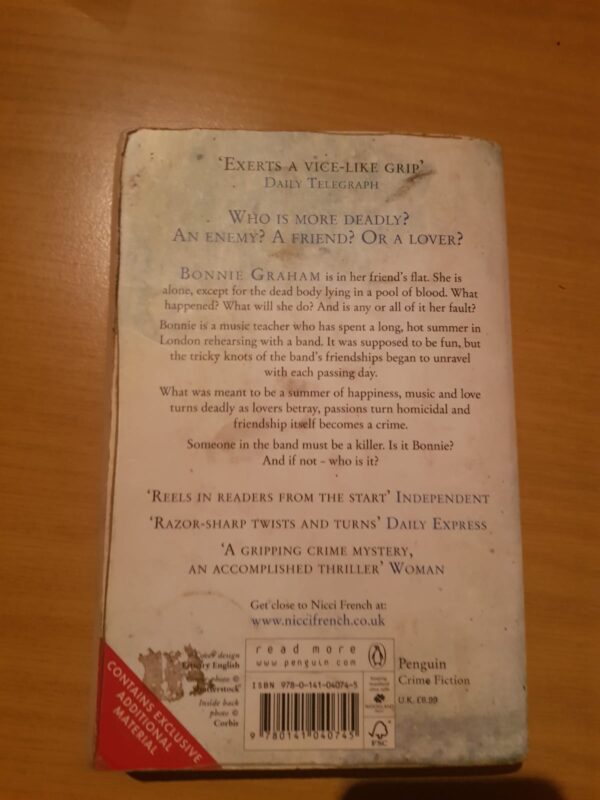 'Exerts a vice-like grip'
Daily Telegraph
Who is more deadly?
An enemy? A friend? Or a lover?
Bonnie Graham is in her friend's flat. She is
alone, except for the dead body lying in a pool of blood. What
happened? What will she do? And is any or all of it her fault?
Bonnie is a music teacher who has spent a long, hot summer in
London rehearsing with a band. It was supposed to be fun, but
the tricky knots of the band's friendships began to unravel
with each passing day.
What was meant to be a summer of happiness, music and love
turns deadly as lovers betray, passions turn homicidal and
friendship itself becomes a crime.
Someone in the band must be a killer. Is it Bonnie?
And if not - who is it?
'Reels in readers from the start' Independent
'Razor-sharp twists and turns' Daily Express
'A gripping crime mystery,
an accomplished thriller' Woman
Get close to Nicci French at:
www.niccifrench.co.uk
CONTAINS EXCLUSIVE
ADDITIONAL
MATERIAL
Cover design
English
photo ©
Shutterstock
Inside back
photo ©
Corbis
read more
www.penguin.com
ISBN 978-0-141-04074-5
9 780141 040745
FSC
Penguin
Crime Fiction
U.K. £6.99